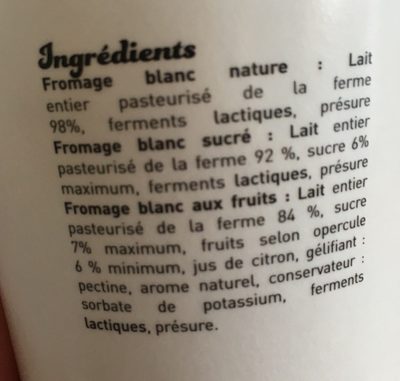 Ingrédients
Fromage blanc nature : Lait
entier pasteurisé de la ferme
98%, ferments lactiques, présure
Fromage blanc sucré : Lait entier
pasteurisé de la ferme 92 %, sucre 6%
maximum, ferments lactiques, présure
Fromage blanc aux fruits : Lait entier
pasteurisé de la ferme 84 %, sucre
7% maximum, fruits selon opercule
6 % minimum, jus de citron, gélifiant :
pectine, arome naturel, conservateur :
sorbate de potassium, ferments
lactiques, présure.